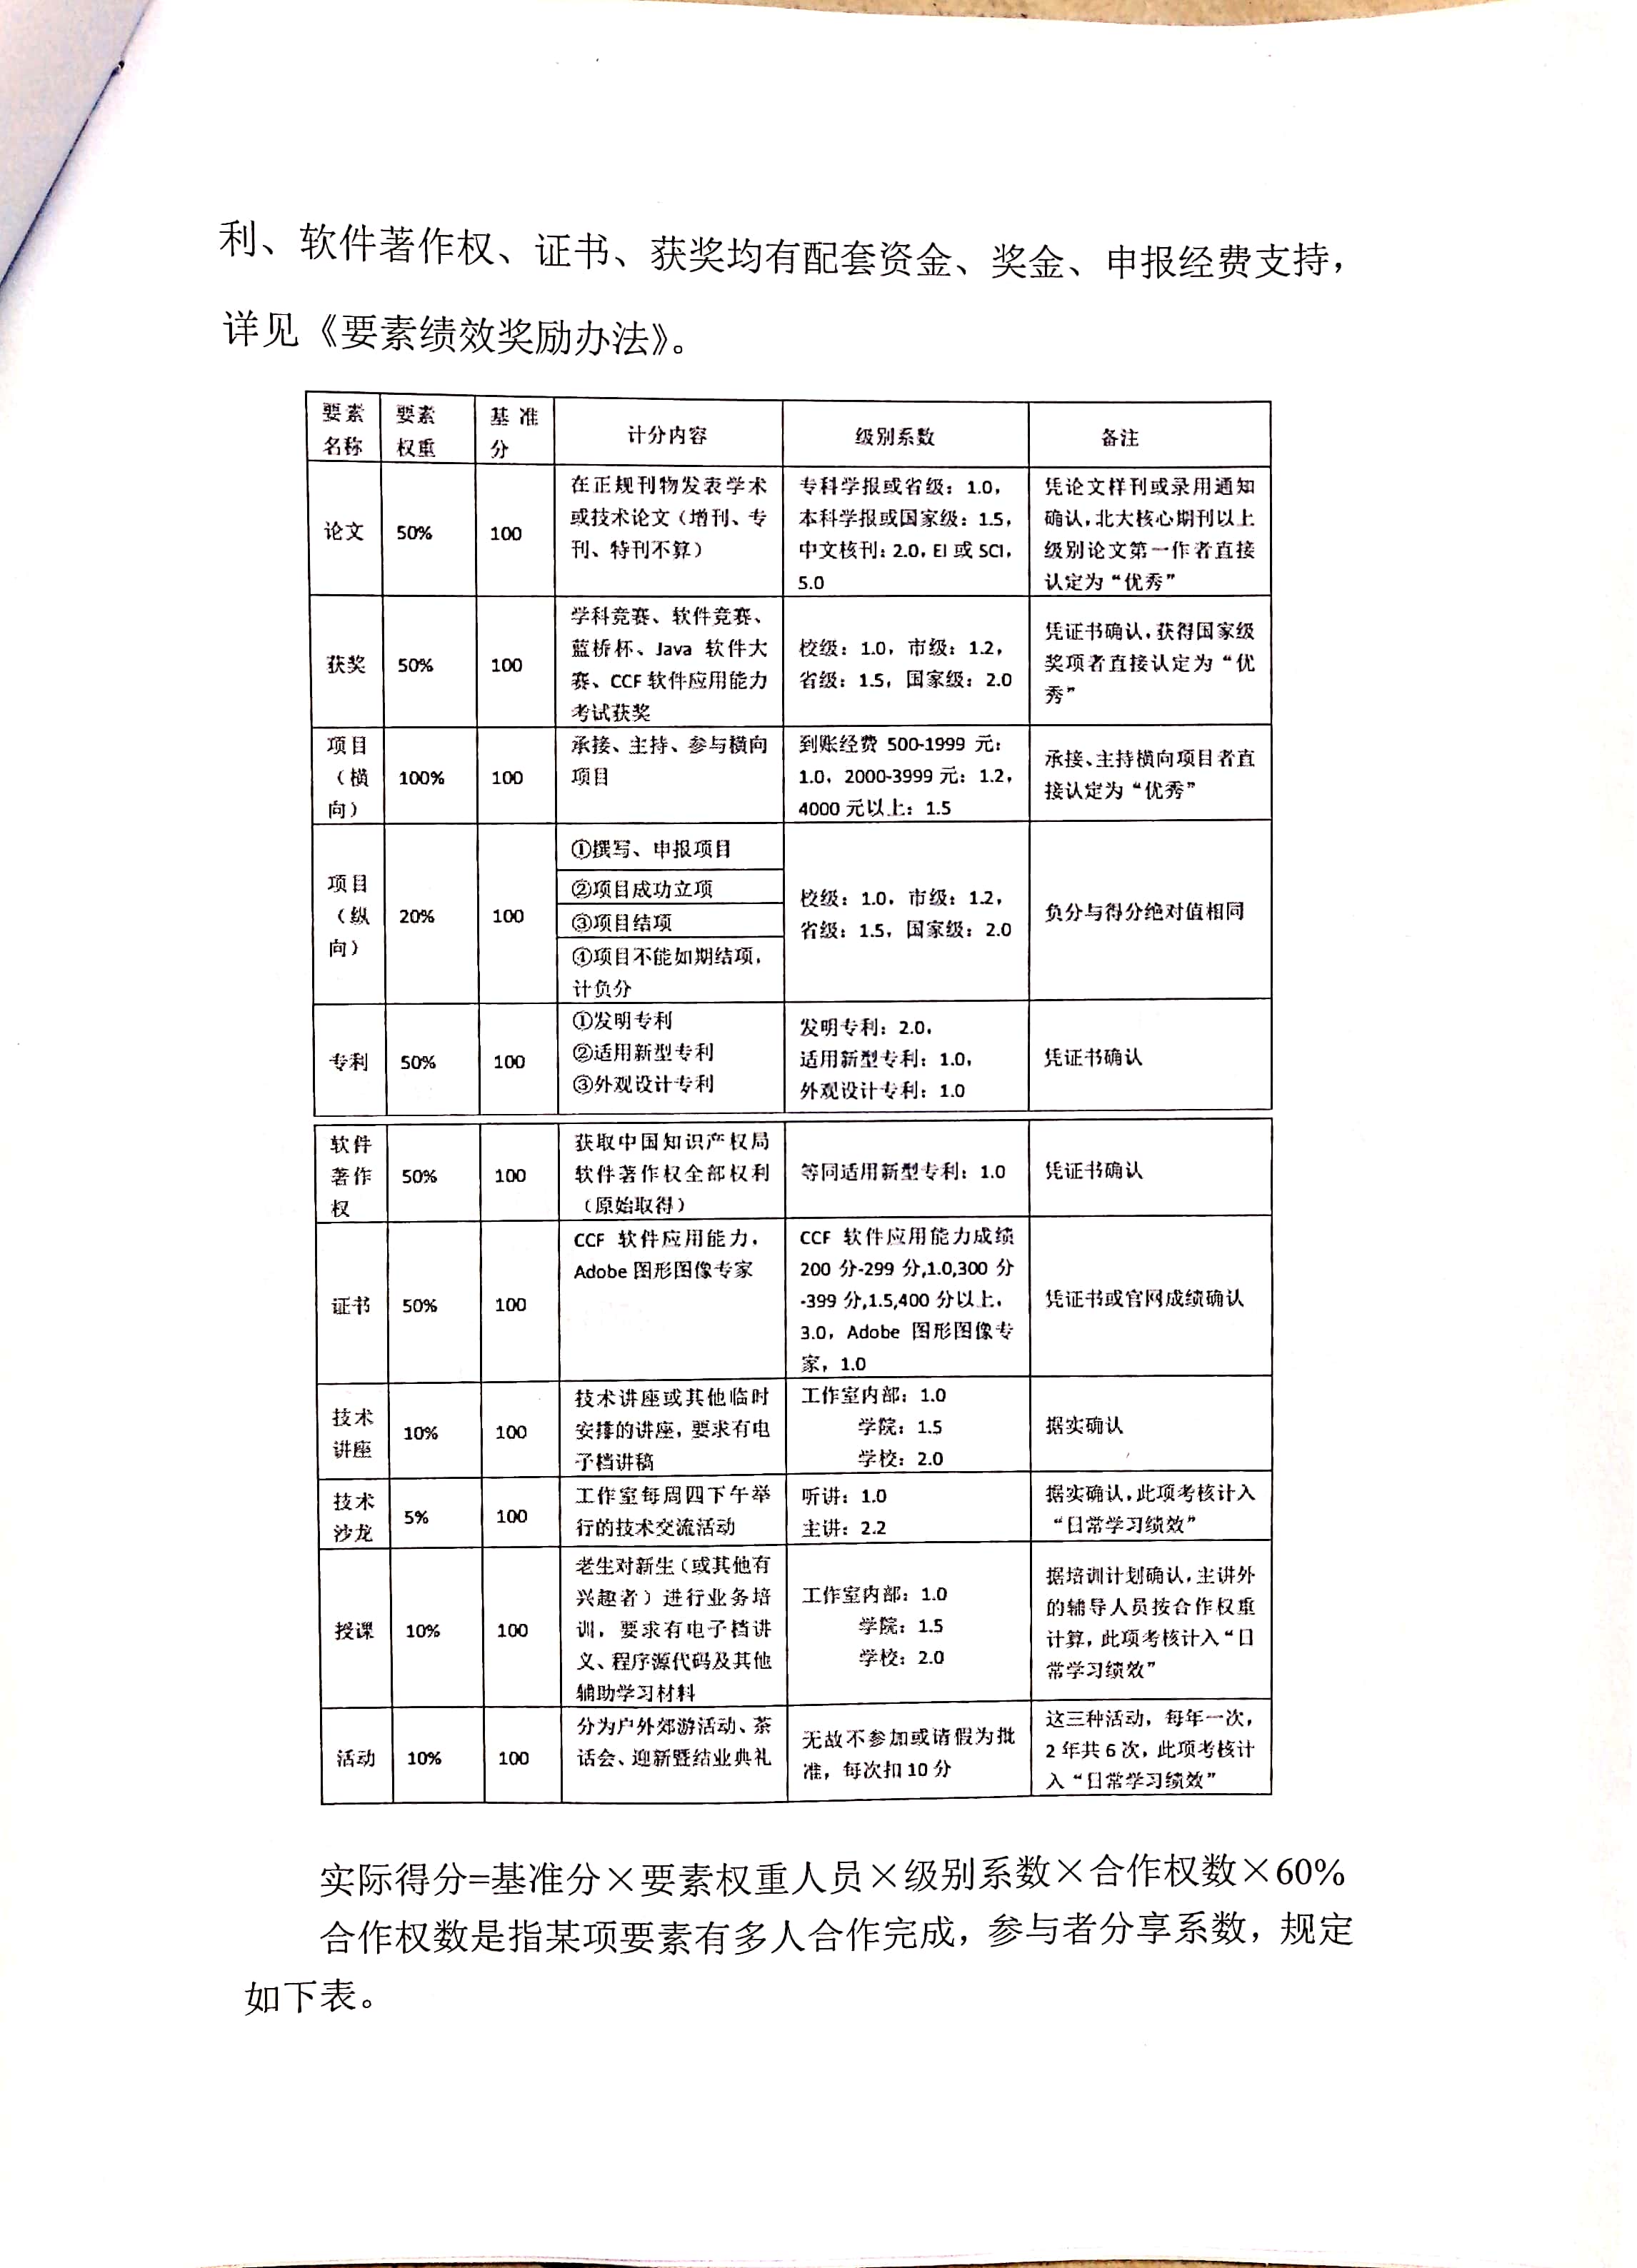 利、软件著作权、证书、获奖均有配套资金、奖金、申报经费支持，
详见《要素绩效奖励办法》。
要素
名称
要素
权重
基 准
分
计分内容
级别系数
备注
论文
50%
100
在正规刊物发表学术
或技术论文（增刊、专
刊、特刊不算）
专科学报或省级：1.0，
本科学报或国家级：1.5，
中文核刊：2.0，EI 或 SCI，
5.0
凭论文样刊或录用通知
确认，北大核心期刊以上
级别论文第一作者直接
认定为“优秀”
获奖
50%
100
学科竞赛、软件竞赛、
蓝桥杯、Java 软件大
赛、CCF 软件应用能力
考试获奖
校级：1.0，市级：1.2，
省级：1.5，国家级：2.0
凭证书确认，获得国家级
奖项者直接认定为“优
秀”
项目
（横
向）
100%
100
承接、主持、参与横向
项目
到账经费 500-1999 元：
1.0，2000-3999 元：1.2，
4000 元以上：1.5
承接、主持横向项目者直
接认定为“优秀”
项目
（纵
向）
20%
100
①撰写、申报项目
②项目成功立项
③项目结项
④项目不能如期结项，
计负分
校级：1.0，市级：1.2，
省级：1.5，国家级：2.0
负分与得分绝对值相同
专利
50%
100
①发明专利
②适用新型专利
③外观设计专利
发明专利：2.0，
适用新型专利：1.0，
外观设计专利：1.0
凭证书确认
软件
著作
权
50%
100
获取中国知识产权局
软件著作权全部权利
（原始取得）
等同适用新型专利：1.0
凭证书确认
证书
50%
100
CCF 软件应用能力，
Adobe 图形图像专家
CCF 软件应用能力成绩
200 分-299 分,1.0,300 分
-399 分,1.5,400 分以上，
3.0，Adobe 图形图像专
家，1.0
凭证书或官网成绩确认
技术
讲座
10%
100
技术讲座或其他临时
安排的讲座，要求有电
子档讲稿
工作室内部：1.0
学院：1.5
学校：2.0
据实确认
技术
沙龙
5%
100
工作室每周四下午举
行的技术交流活动
听讲：1.0
主讲：2.2
据实确认，此项考核计入
“日常学习绩效”
授课
10%
100
老生对新生（或其他有
兴趣者）进行业务培
训，要求有电子档讲
义、程序源代码及其他
辅助学习材料
工作室内部：1.0
学院：1.5
学校：2.0
据培训计划确认，主讲外
的辅导人员按合作权重
计算，此项考核计入“日
常学习绩效”
活动
10%
100
分为户外郊游活动、茶
话会、迎新暨结业典礼
无故不参加或请假为批
准，每次扣 10 分
这三种活动，每年一次，
2 年共 6 次，此项考核计
入“日常学习绩效”
实际得分=基准分×要素权重人员×级别系数×合作权数×60%
合作权数是指某项要素有多人合作完成，参与者分享系数，规定
如下表。